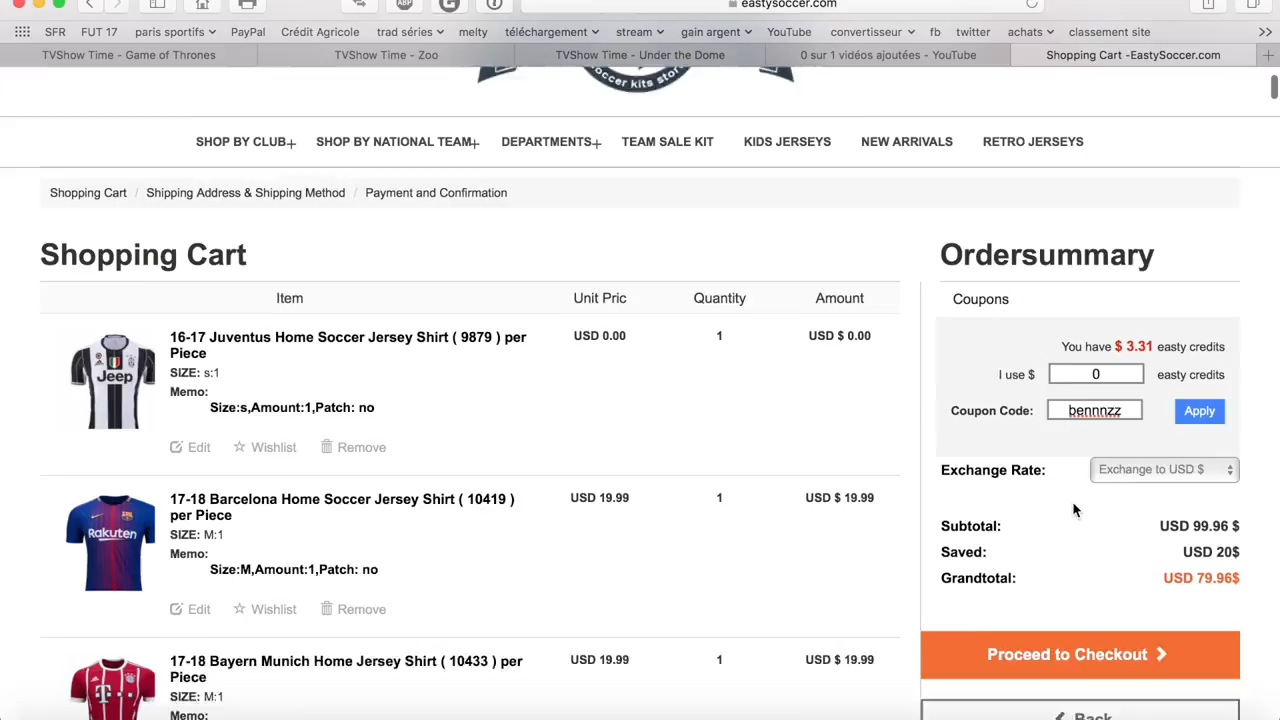 eastysoccer.com
SFR FUT 17 paris sportifs PayPal Crédit Agricole trad séries melty téléchargement stream gain argent YouTube convertisseur fb twitter achats classement site
TVShow Time - Game of Thrones TVShow Time - Zoo TVShow Time - Under the Dome 0 sur 1 vidéos ajoutées - YouTube Shopping Cart -EastySoccer.com
soccer kits store
SHOP BY CLUB+ SHOP BY NATIONAL TEAM+ DEPARTMENTS+ TEAM SALE KIT KIDS JERSEYS NEW ARRIVALS RETRO JERSEYS
Shopping Cart / Shipping Address & Shipping Method / Payment and Confirmation
Shopping Cart
Item Unit Pric Quantity Amount
16-17 Juventus Home Soccer Jersey Shirt ( 9879 ) per
Piece
USD 0.00 1 USD $ 0.00
SIZE: s:1
Memo:
Size:s,Amount:1,Patch: no
Jeep
Edit Wishlist Remove
17-18 Barcelona Home Soccer Jersey Shirt ( 10419 )
per Piece
USD 19.99 1 USD $ 19.99
SIZE: M:1
Memo:
Size:M,Amount:1,Patch: no
Rakuten
Edit Wishlist Remove
17-18 Bayern Munich Home Jersey Shirt ( 10433 ) per
Piece
USD 19.99 1 USD $ 19.99
SIZE: M:1
Memo:
Ordersummary
Coupons
You have $ 3.31 easty credits
I use $ 0 easty credits
Coupon Code: bennnzz Apply
Exchange Rate: Exchange to USD $
Subtotal: USD 99.96 $
Saved: USD 20$
Grandtotal: USD 79.96$
Proceed to Checkout
Back